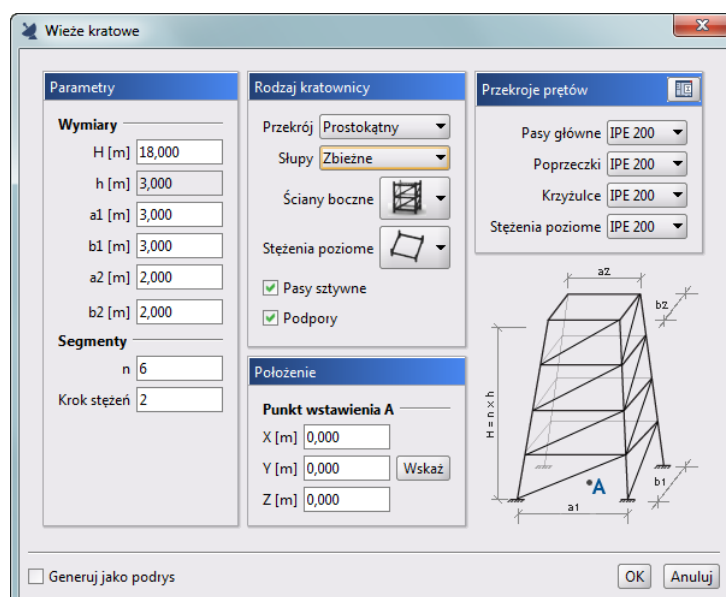 Wieże kratowe
Parametry
Wymiary
H [m] 18,000
h [m] 3,000
a1 [m] 3,000
b1 [m] 3,000
a2 [m] 2,000
b2 [m] 2,000
Segmenty
n 6
Krok stężeń 2
Rodzaj kratownicy
Przekrój Prostokątny
Słupy Zbieżne
Ściany boczne
Stężenia poziome
Pasy sztywne
Podpory
Położenie
Punkt wstawienia A
X [m] 0,000
Y [m] 0,000 Wskaż
Z [m] 0,000
Przekroje prętów
Pasy główne IPE 200
Poprzeczki IPE 200
Krzyżulce IPE 200
Stężenia poziome IPE 200
a2
b2
H = n x h
A
b1
a1
Generuj jako podrys
OK Anuluj